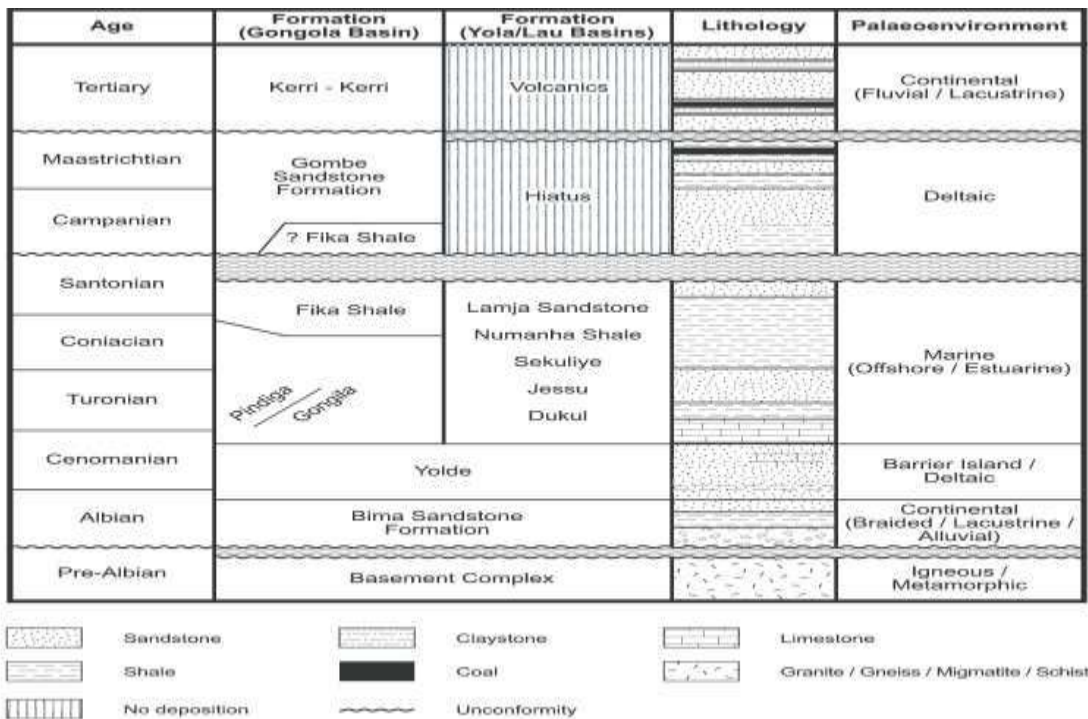 Age
Formation
(Gongola Basin)
Formation
(Yola/Lau Basins)
Lithology
Palaeoenvironment
Tertiary
Kerri - Kerri
Volcanics
Continental
(Fluvial / Lacustrine)
Maastrichtian
Gombe
Sandstone
Formation
Hiatus
Deltaic
Campanian
? Fika Shale
Santonian
Fika Shale
Lamja Sandstone
Numanha Shale
Sekuliye
Jessu
Dukul
Marine
(Offshore / Estuarine)
Coniacian
Turonian
Pindiga
Gongila
Cenomanian
Yolde
Barrier Island /
Deltaic
Albian
Bima Sandstone
Formation
Continental
(Braided / Lacustrine /
Alluvial)
Pre-Albian
Basement Complex
Igneous /
Metamorphic
Sandstone
Claystone
Limestone
Shale
Coal
Granite / Gneiss / Migmatite / Schist
No deposition
Unconformity